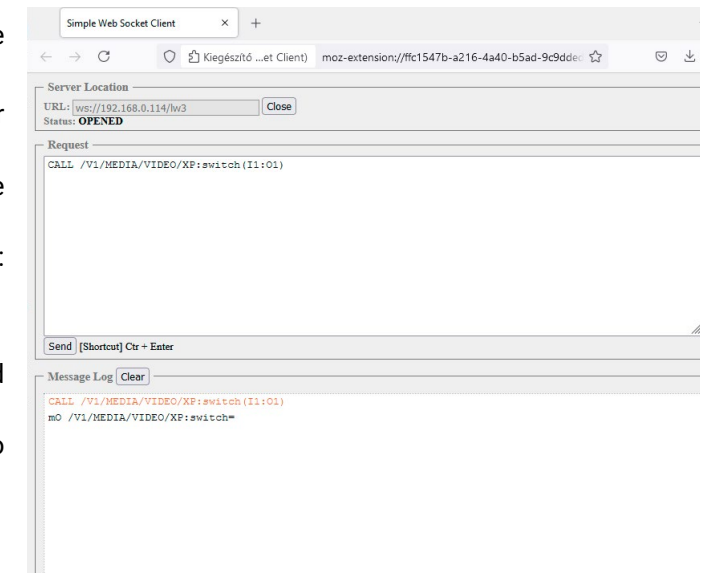 Simple Web Socket Client
Kiegészítő ...et Client) moz-extension://ffc1547b-a216-4a40-b5ad-9c9dded
Server Location
URL: ws://192.168.0.114/lw3 Close
Status: OPENED
Request
CALL /V1/MEDIA/VIDEO/XP:switch(I1:O1)
Send [Shortcut] Ctr + Enter
Message Log Clear
CALL /V1/MEDIA/VIDEO/XP:switch(I1:O1)
mO /V1/MEDIA/VIDEO/XP:switch=